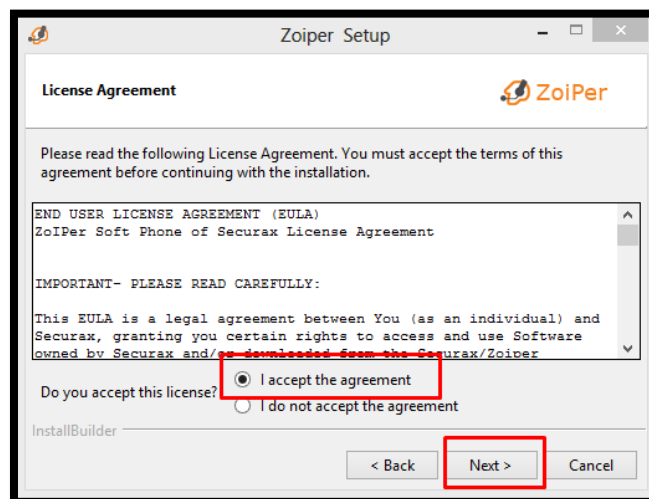 Zoiper Setup
License Agreement
ZoiPer
Please read the following License Agreement. You must accept the terms of this
agreement before continuing with the installation.
END USER LICENSE AGREEMENT (EULA)
ZoIPer Soft Phone of Securax License Agreement
IMPORTANT- PLEASE READ CAREFULLY:
This EULA is a legal agreement between You (as an individual) and
Securax, granting you certain rights to access and use Software
owned by Securax and/or downloaded from the Securax/Zoiper
Do you accept this license?
I accept the agreement
I do not accept the agreement
InstallBuilder
< Back
Next >
Cancel